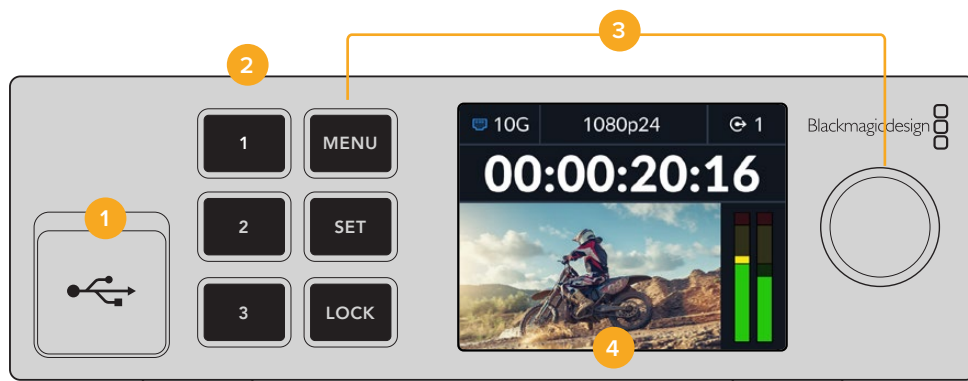 3
2
10G 1080p24 1
Blackmagicdesign
1 MENU
00:00:20:16
1
2 SET
3 LOCK
4